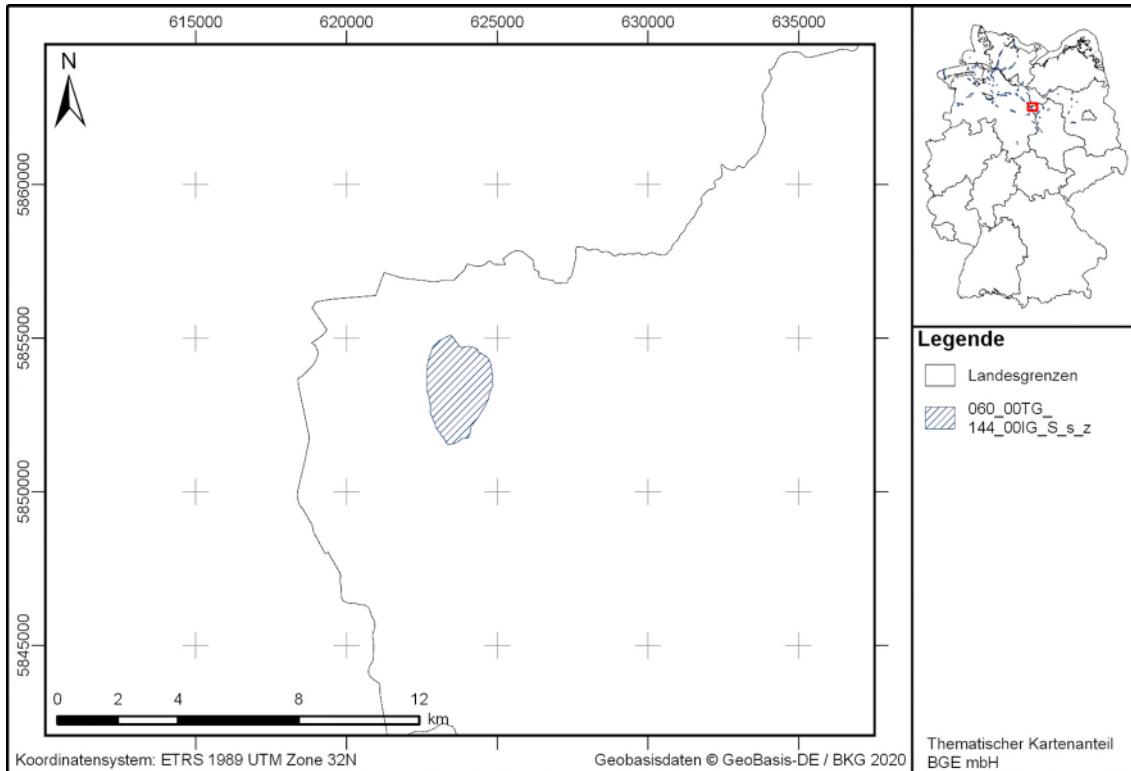 615000 620000 625000 630000 635000
N
5860000
5855000
5850000
5845000
0 2 4 8 12
km
Koordinatensystem: ETRS 1989 UTM Zone 32N
Geobasisdaten © GeoBasis-DE / BKG 2020
Legende
Landesgrenzen
060_00TG_
144_00IG_S_s_z
Thematischer Kartenanteil
BGE mbH